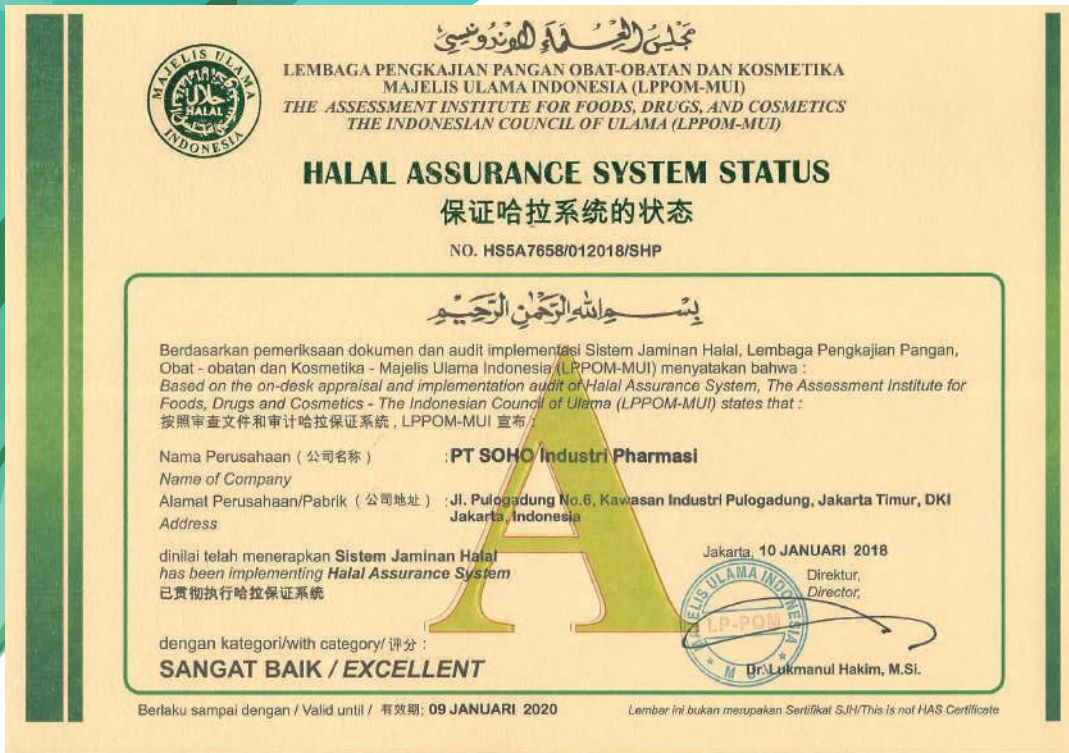 مجلس العلماء الاندونيسي
MAJELIS ULAMA
حلال
HALAL
INDONESIA
LEMBAGA PENGKAJIAN PANGAN OBAT-OBATAN DAN KOSMETIKA
MAJELIS ULAMA INDONESIA (LPPOM-MUI)
THE ASSESSMENT INSTITUTE FOR FOODS, DRUGS, AND COSMETICS
THE INDONESIAN COUNCIL OF ULAMA (LPPOM-MUI)
HALAL ASSURANCE SYSTEM STATUS
保证哈拉系统的状态
NO. HS5A7658/012018/SHP
بِسْمِ اللهِ الرَّحْمٰنِ الرَّحِيْمِ
Berdasarkan pemeriksaan dokumen dan audit implementasi Sistem Jaminan Halal, Lembaga Pengkajian Pangan,
Obat - obatan dan Kosmetika - Majelis Ulama Indonesia (LPPOM-MUI) menyatakan bahwa :
Based on the on-desk appraisal and implementation audit of Halal Assurance System, The Assessment Institute for
Foods, Drugs and Cosmetics - The Indonesian Council of Ulama (LPPOM-MUI) states that :
按照审查文件和审计哈拉保证系统 , LPPOM-MUI 宣布 :
A
Nama Perusahaan ( 公司名称 ) : PT SOHO Industri Pharmasi
Name of Company
Alamat Perusahaan/Pabrik ( 公司地址 ) : Jl. Pulogadung No.6, Kawasan Industri Pulogadung, Jakarta Timur, DKI
Jakarta, Indonesia
Address
dinilai telah menerapkan Sistem Jaminan Halal
has been implementing Halal Assurance System
已贯彻执行哈拉保证系统
Jakarta, 10 JANUARI 2018
Direktur,
Director,
MAJELIS ULAMA INDONESIA
LP-POM
M U I
Dr. Lukmanul Hakim, M.Si.
dengan kategori/with category/ 评分 :
SANGAT BAIK / EXCELLENT
Berlaku sampai dengan / Valid until / 有效期: 09 JANUARI 2020
Lembar ini bukan merupakan Sertifikat SJH/This is not HAS Certificate